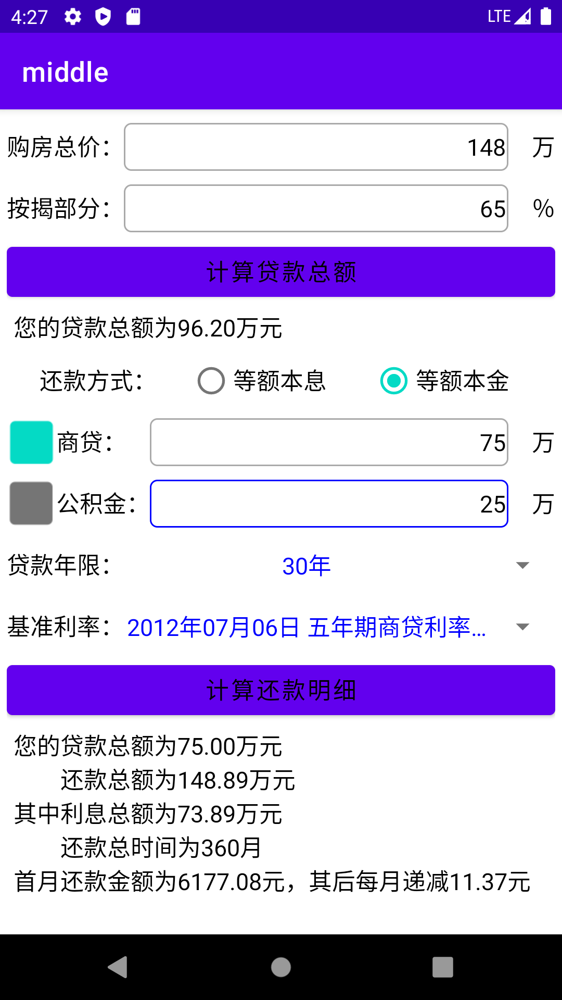 4:27 LTE
middle
购房总价： 148 万
按揭部分： 65 %
计算贷款总额
您的贷款总额为96.20万元
还款方式： 等额本息 等额本金
商贷： 75 万
公积金： 25 万
贷款年限： 30年
基准利率： 2012年07月06日 五年期商贷利率...
计算还款明细
您的贷款总额为75.00万元
还款总额为148.89万元
其中利息总额为73.89万元
还款总时间为360月
首月还款金额为6177.08元，其后每月递减11.37元